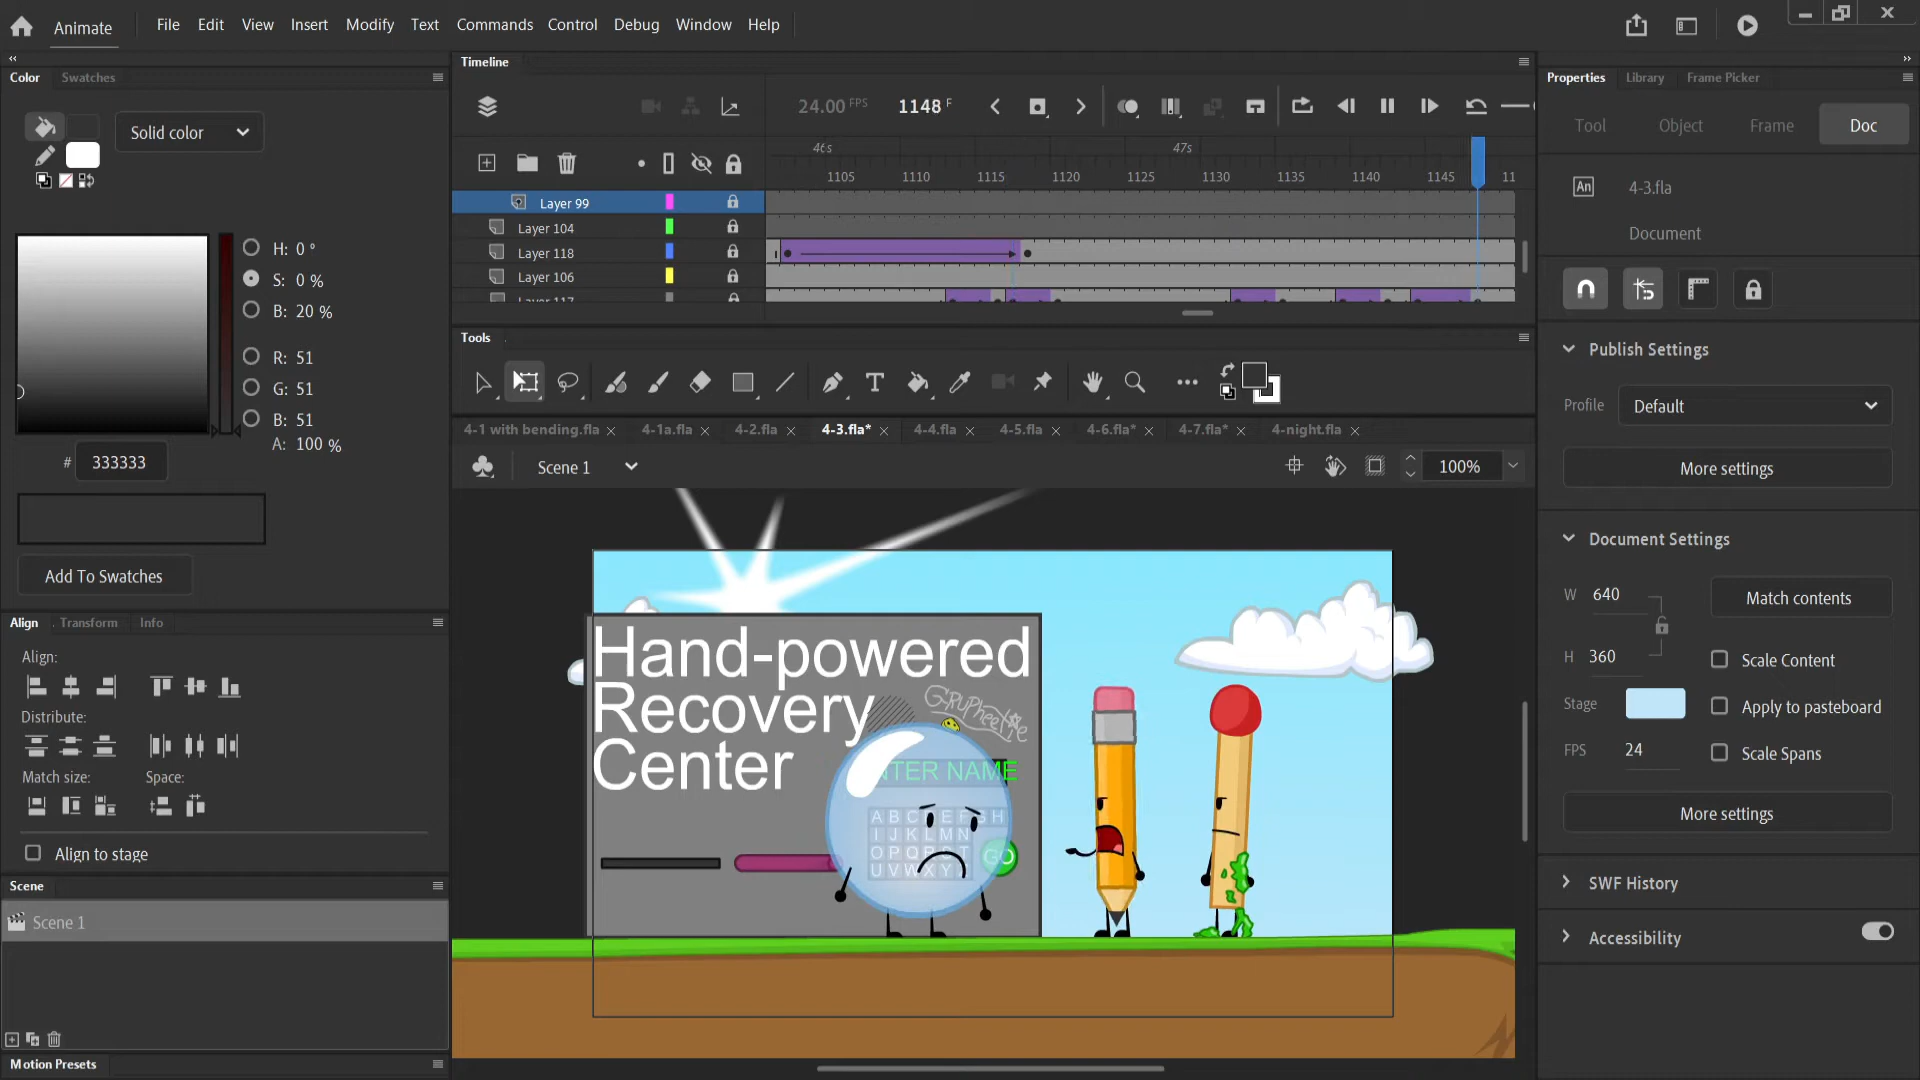 Animate File Edit View Insert Modify Text Commands Control Debug Window Help
Color Swatches
Solid color
H: 0 °
S: 0 %
B: 20 %
R: 51
G: 51
B: 51
A: 100 %
# 333333
Add To Swatches
Align Transform Info
Align:
Distribute:
Match size: Space:
Align to stage
Scene
Scene 1
Motion Presets
Timeline
24.00 FPS 1148 F
46s 47s
1105 1110 1115 1120 1125 1130 1135 1140 1145 11
Layer 99
Layer 104
Layer 118
Layer 106
Layer 117
Tools
4-1 with bending.fla 4-1a.fla 4-2.fla 4-3.fla* 4-4.fla 4-5.fla 4-6.fla* 4-7.fla* 4-night.fla
Scene 1 100%
Hand-powered
Recovery
Center
NTER NAME
A B C D E F G H
I J K L M N
O P Q R S T
U V W X Y Z
GO
Properties Library Frame Picker
Tool Object Frame Doc
An 4-3.fla
Document
Publish Settings
Profile Default
More settings
Document Settings
W 640 Match contents
H 360 Scale Content
Stage Apply to pasteboard
FPS 24 Scale Spans
More settings
SWF History
Accessibility